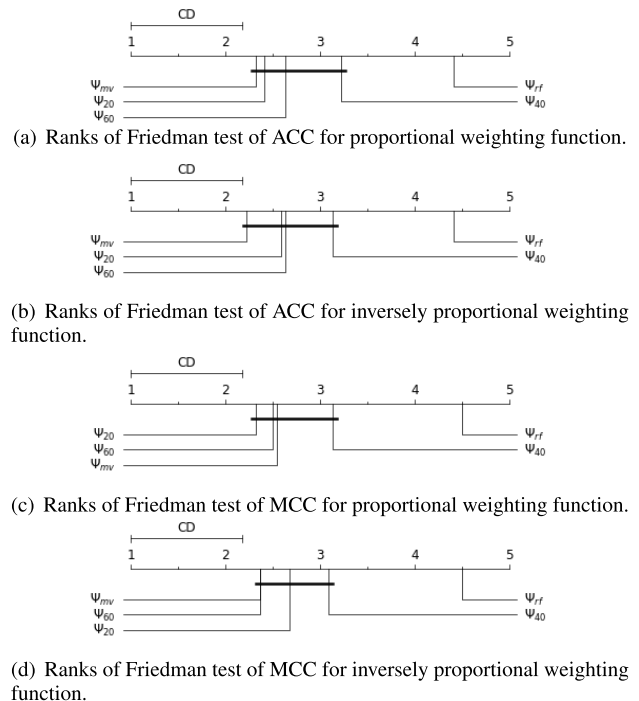 CD
1 2 3 4 5
Ψmv Ψrf
Ψ20 Ψ40
Ψ60
(a) Ranks of Friedman test of ACC for proportional weighting function.
CD
1 2 3 4 5
Ψmv Ψrf
Ψ20 Ψ40
Ψ60
(b) Ranks of Friedman test of ACC for inversely proportional weighting
function.
CD
1 2 3 4 5
Ψ20 Ψrf
Ψ60 Ψ40
Ψmv
(c) Ranks of Friedman test of MCC for proportional weighting function.
CD
1 2 3 4 5
Ψmv Ψrf
Ψ60 Ψ40
Ψ20
(d) Ranks of Friedman test of MCC for inversely proportional weighting
function.